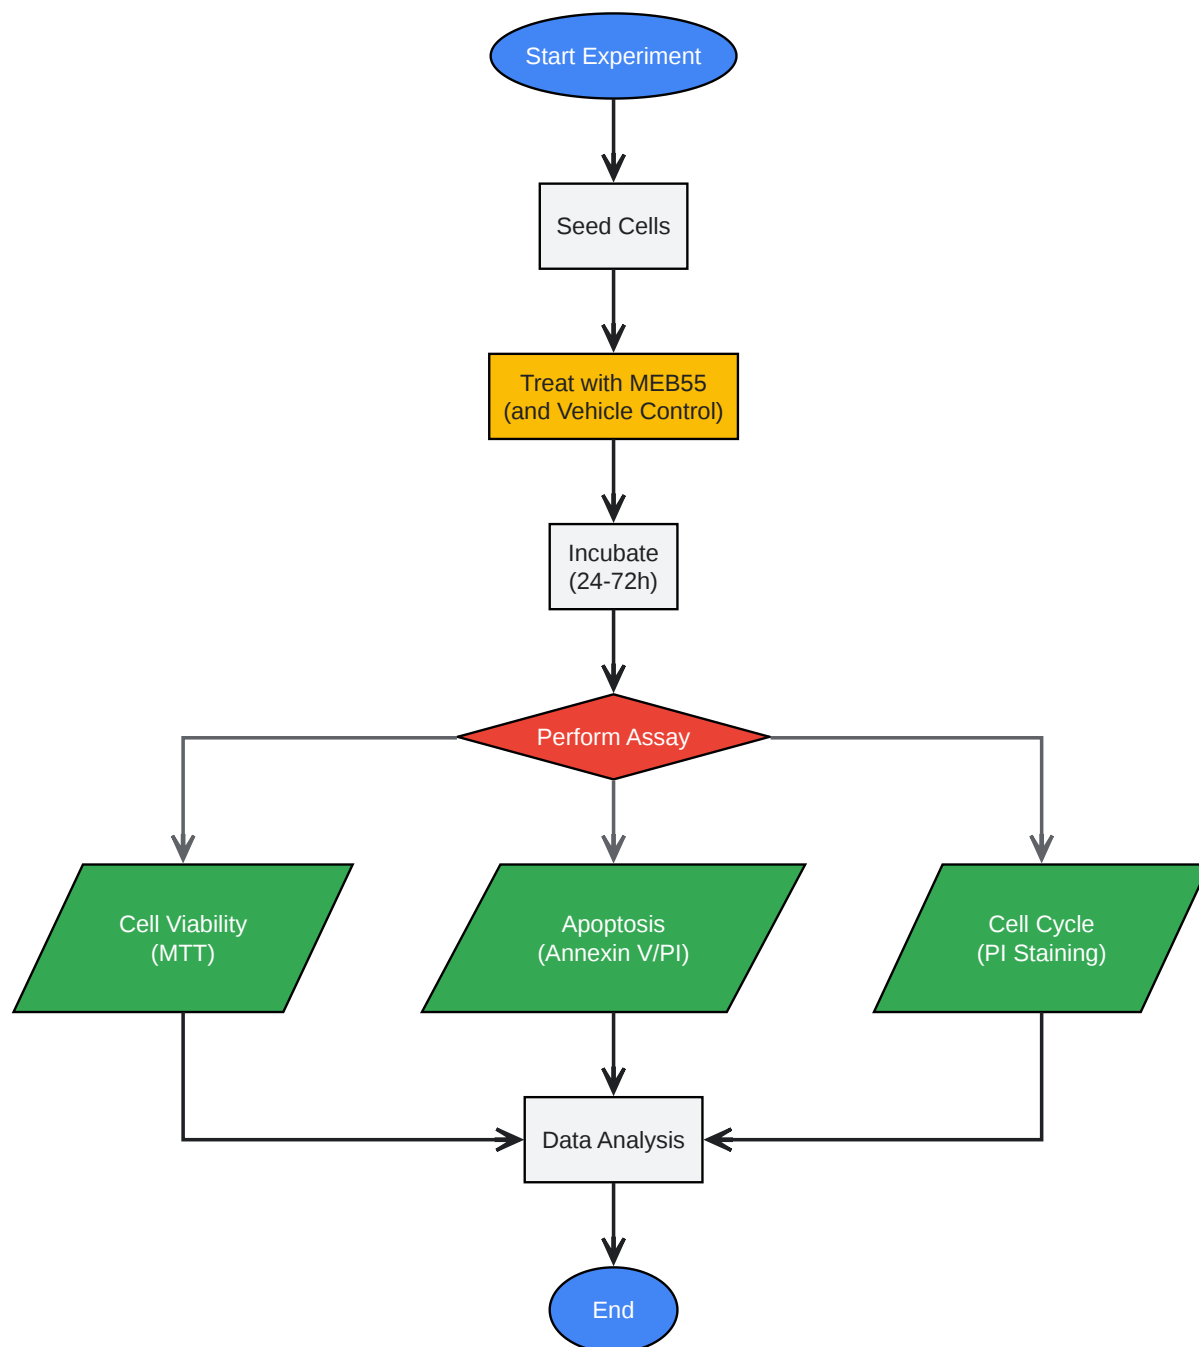 Start Experiment
Seed Cells
Treat with MEB55
(and Vehicle Control)
Incubate
(24-72h)
Perform Assay
Cell Viability
(MTT)
Apoptosis
(Annexin V/PI)
Cell Cycle
(PI Staining)
Data Analysis
End